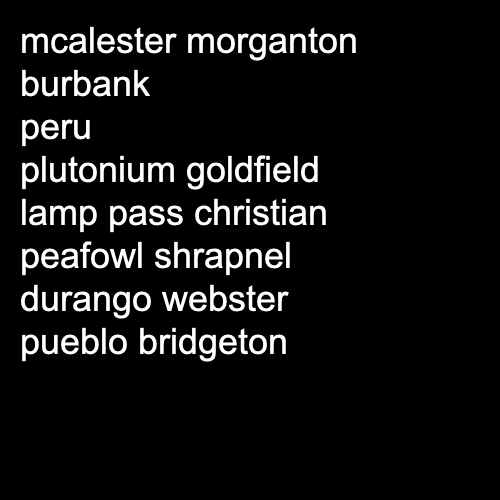 mcalester morganton
burbank
peru
plutonium goldfield
lamp pass christian
peafowl shrapnel
durango webster
pueblo bridgeton